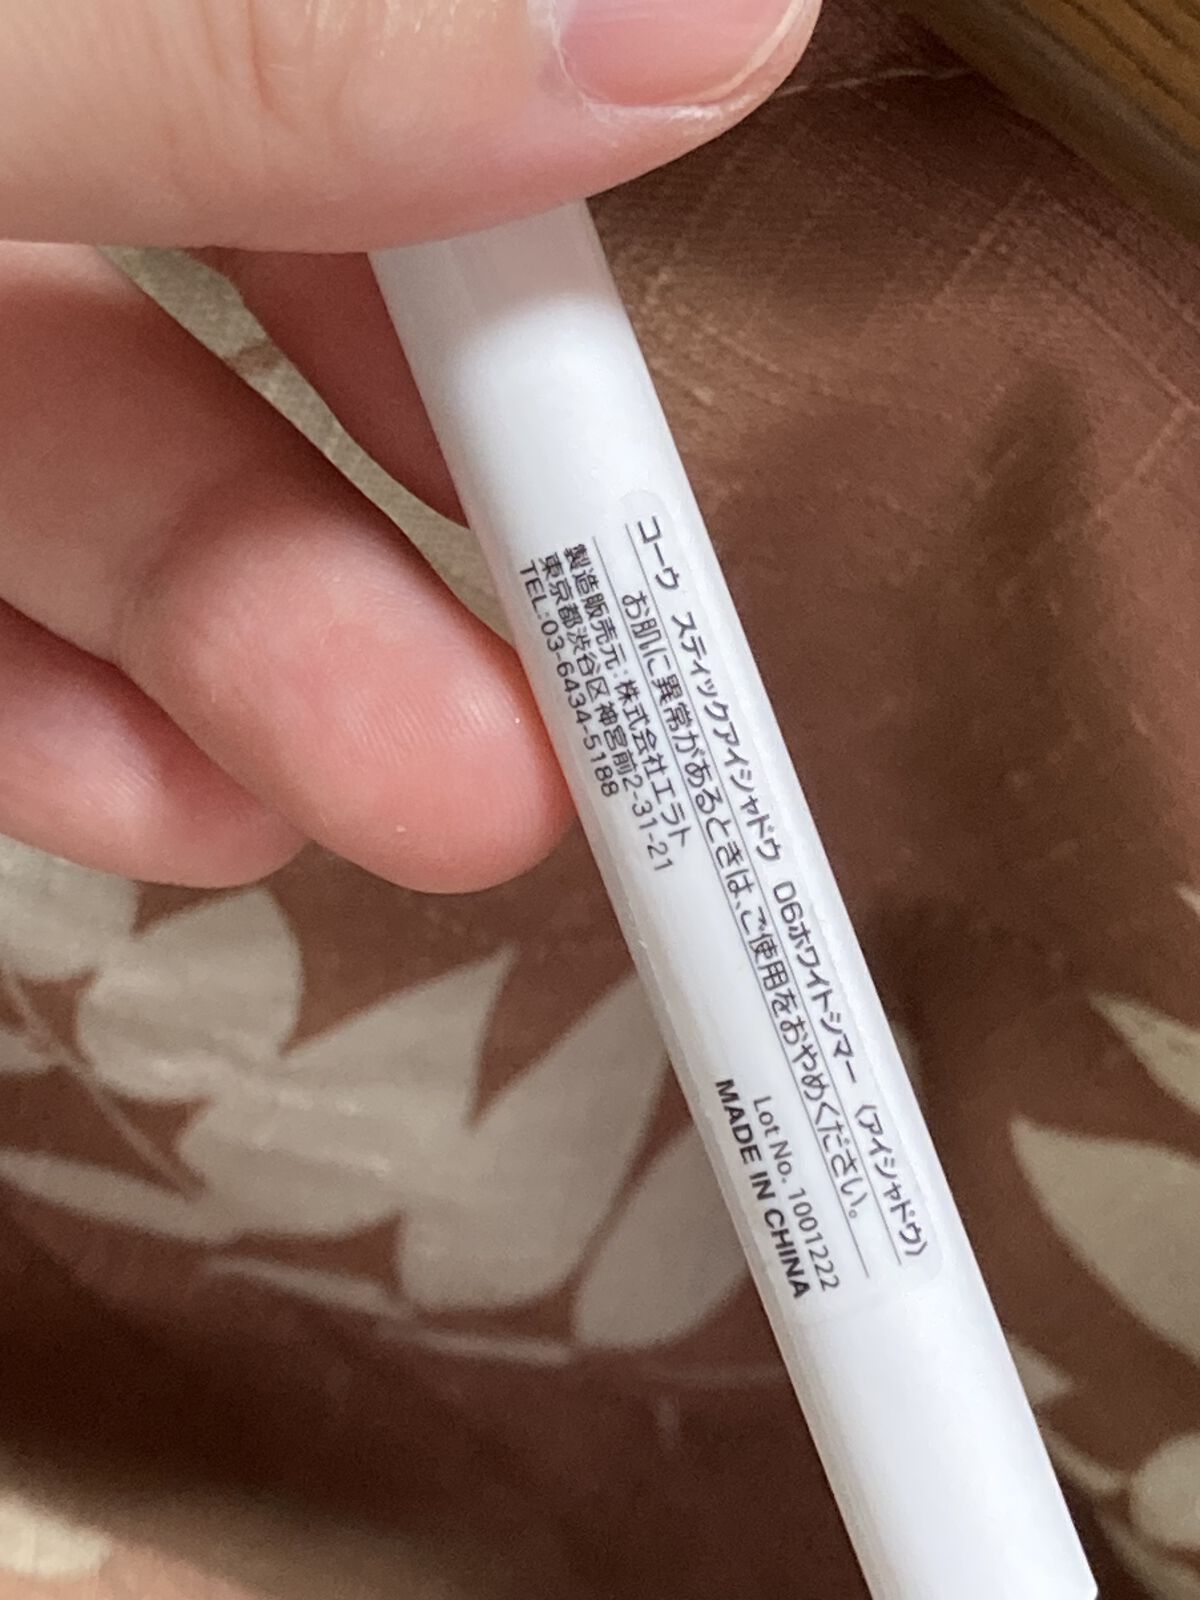 コーウ スティックアイシャドウ 06ホワイトシマー 〈アイシャドウ〉
お肌に異常があるときは、ご使用をおやめください。
製造販売元:株式会社エラト
東京都渋谷区神宮前2-31-21
TEL:03-6434-5188
Lot No. 1001222
MADE IN CHINA